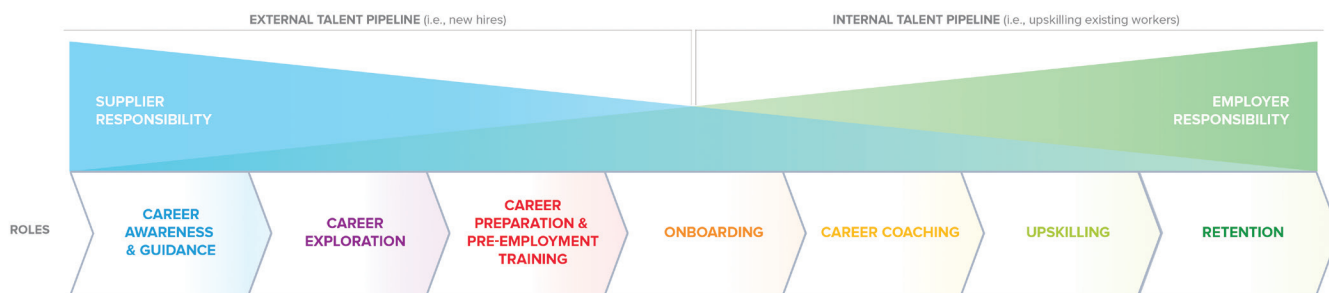 EXTERNAL TALENT PIPELINE (i.e., new hires)
INTERNAL TALENT PIPELINE (i.e., upskilling existing workers)
SUPPLIER
RESPONSIBILITY
EMPLOYER
RESPONSIBILITY
ROLES
CAREER
AWARENESS
& GUIDANCE
CAREER
EXPLORATION
CAREER
PREPARATION &
PRE-EMPLOYMENT
TRAINING
ONBOARDING
CAREER COACHING
UPSKILLING
RETENTION